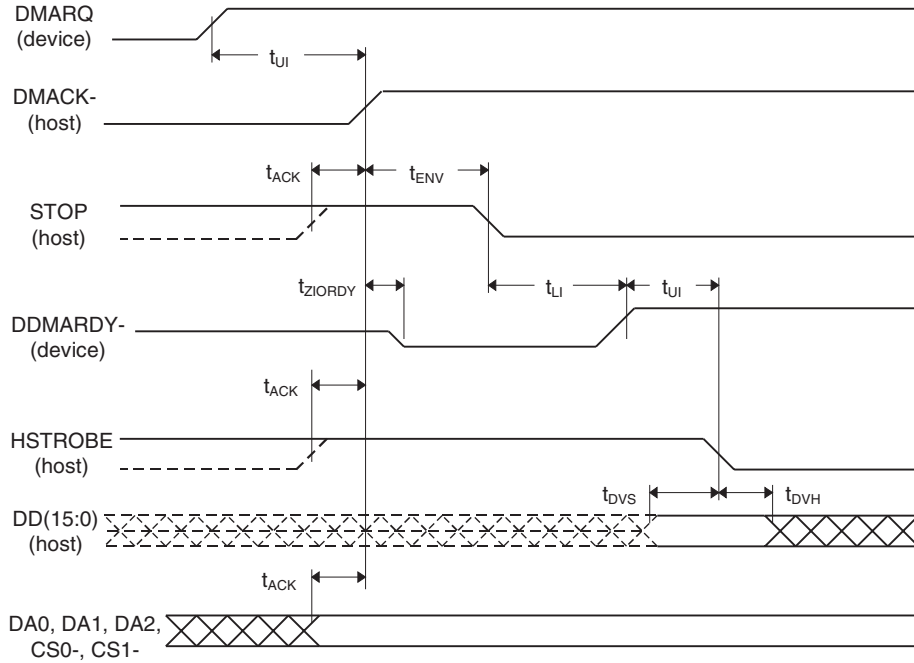 DMARQ
(device)
tUI
DMACK-
(host)
tACK
tENV
STOP
(host)
tZIORDY
tLI
tUI
DDMARDY-
(device)
tACK
HSTROBE
(host)
tDVS
tDVH
DD(15:0)
(host)
tACK
DA0, DA1, DA2,
CS0-, CS1-